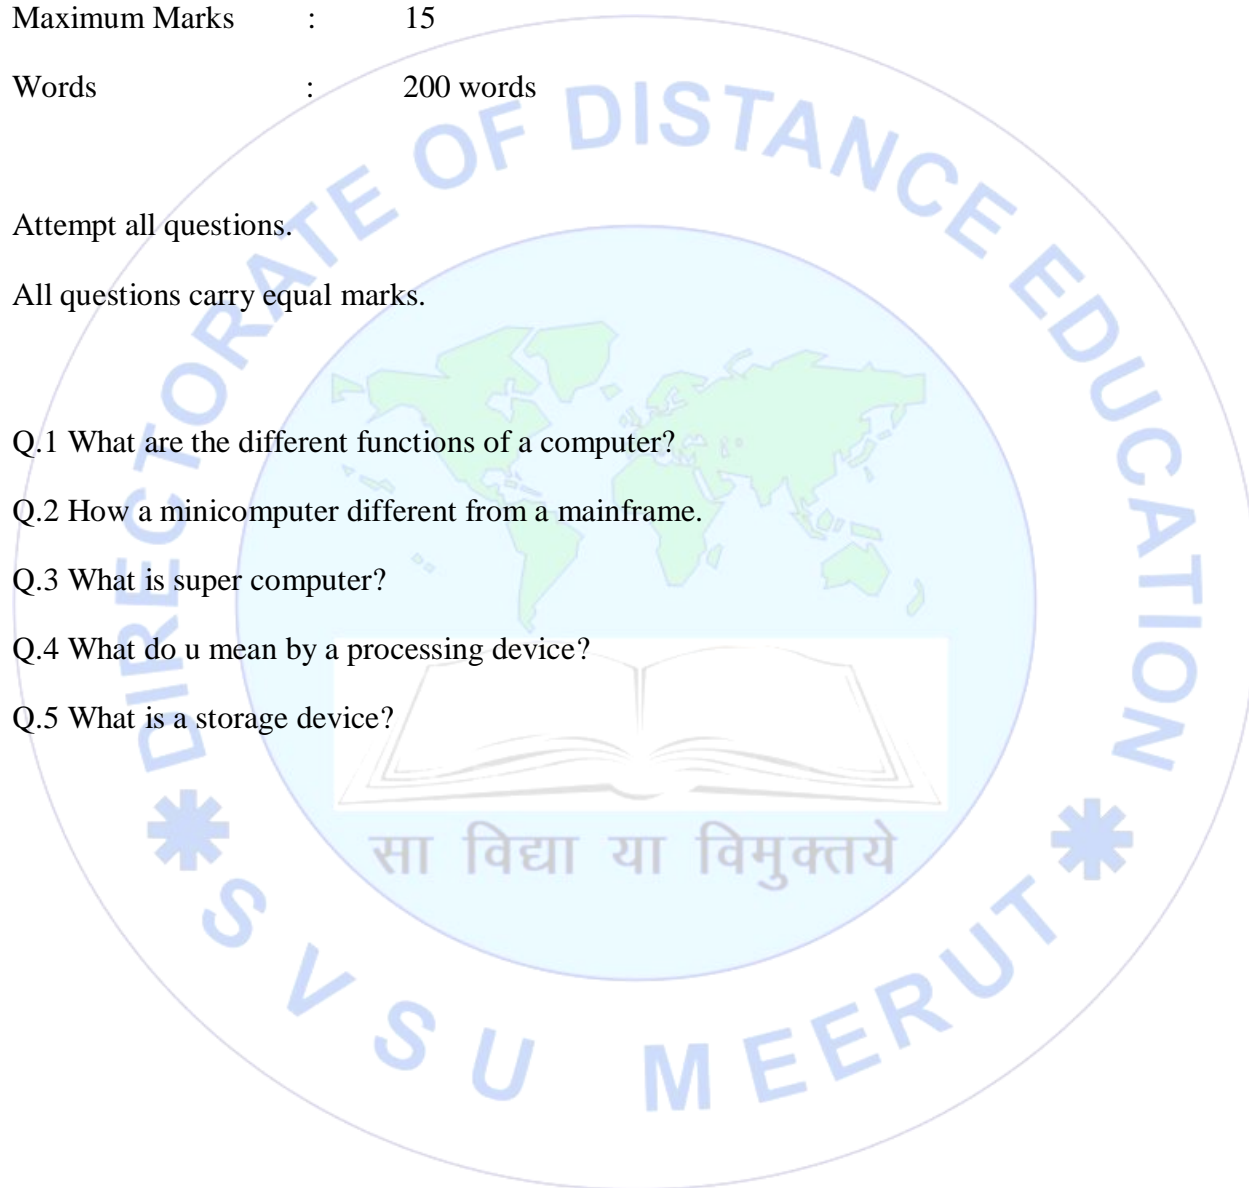 Maximum Marks : 15
Words : 200 words
Attempt all questions.
All questions carry equal marks.
Q.1 What are the different functions of a computer?
Q.2 How a minicomputer different from a mainframe.
Q.3 What is super computer?
Q.4 What do u mean by a processing device?
Q.5 What is a storage device?
DIRECTORATE OF DISTANCE EDUCATION
सा विद्या या विमुक्तये
S V S U MEERUT